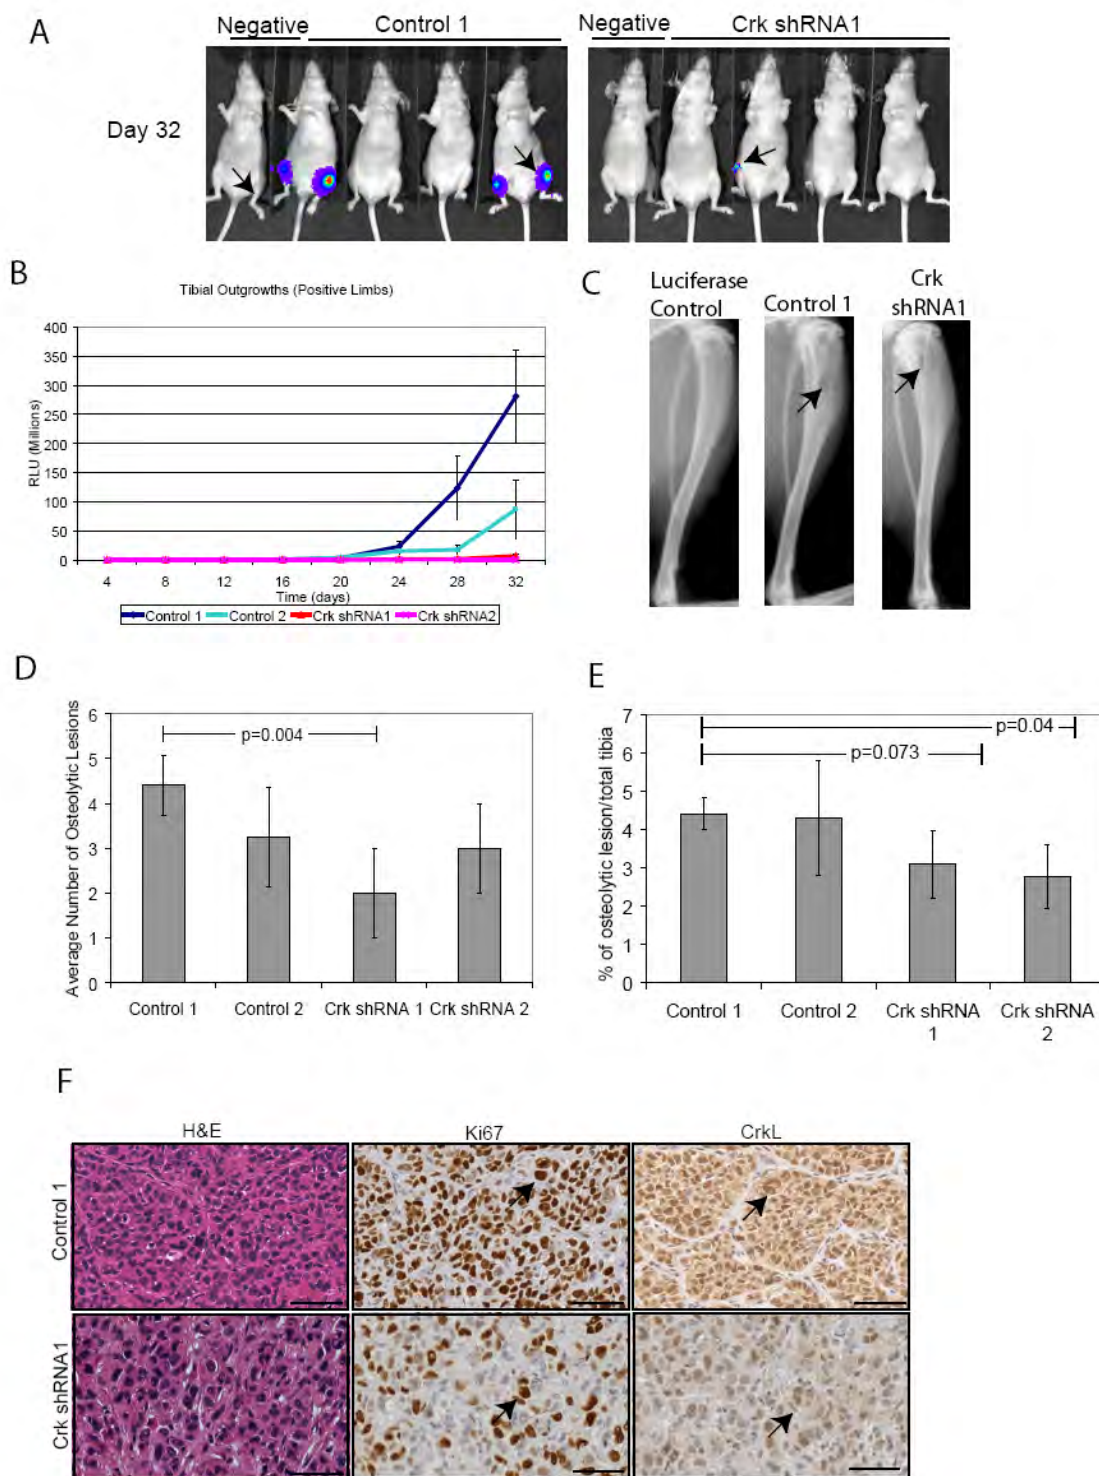 A
Negative
Control 1
Negative
Crk shRNA1
Day 32
B
Tibial Outgrowths (Positive Limbs)
RLU (Millions)
400
350
300
250
200
150
100
50
0
4
8
12
16
20
24
28
32
Time (days)
Control 1
Control 2
Crk shRNA1
Crk shRNA2
C
Luciferase
Control
Control 1
Crk
shRNA1
D
Average Number of Osteolytic Lesions
6
5
4
3
2
1
0
p=0.004
Control 1
Control 2
Crk shRNA 1
Crk shRNA 2
E
% of osteolytic lesion/total tibia
7
6
5
4
3
2
1
0
p=0.04
p=0.073
Control 1
Control 2
Crk shRNA
1
Crk shRNA
2
F
H&E
Ki67
CrkL
Control 1
Crk shRNA1